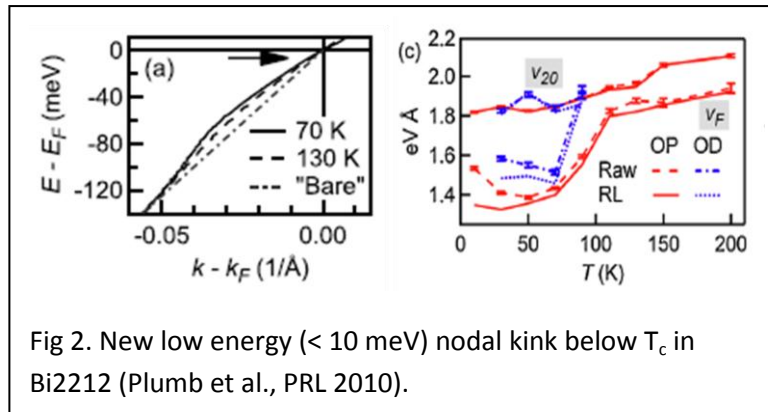 (a)
E - E_F (meV)
0
-40
-80
-120
70 K
130 K
"Bare"
-0.05
0.00
k - k_F (1/Å)
(c)
eV Å
2.2
2.0
1.8
1.6
1.4
v_20
v_F
OP OD
Raw
RL
0 50 100 150 200
T (K)
Fig 2. New low energy (< 10 meV) nodal kink below T_c in
Bi2212 (Plumb et al., PRL 2010).